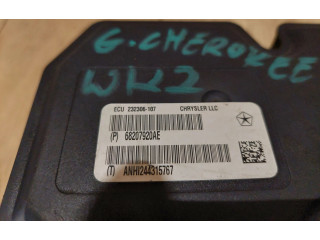 G. CHEROKEE
WK2
ECU 232306-107 CHRYSLER LLC
(P) 68207920AE
(T) ANHI244315767